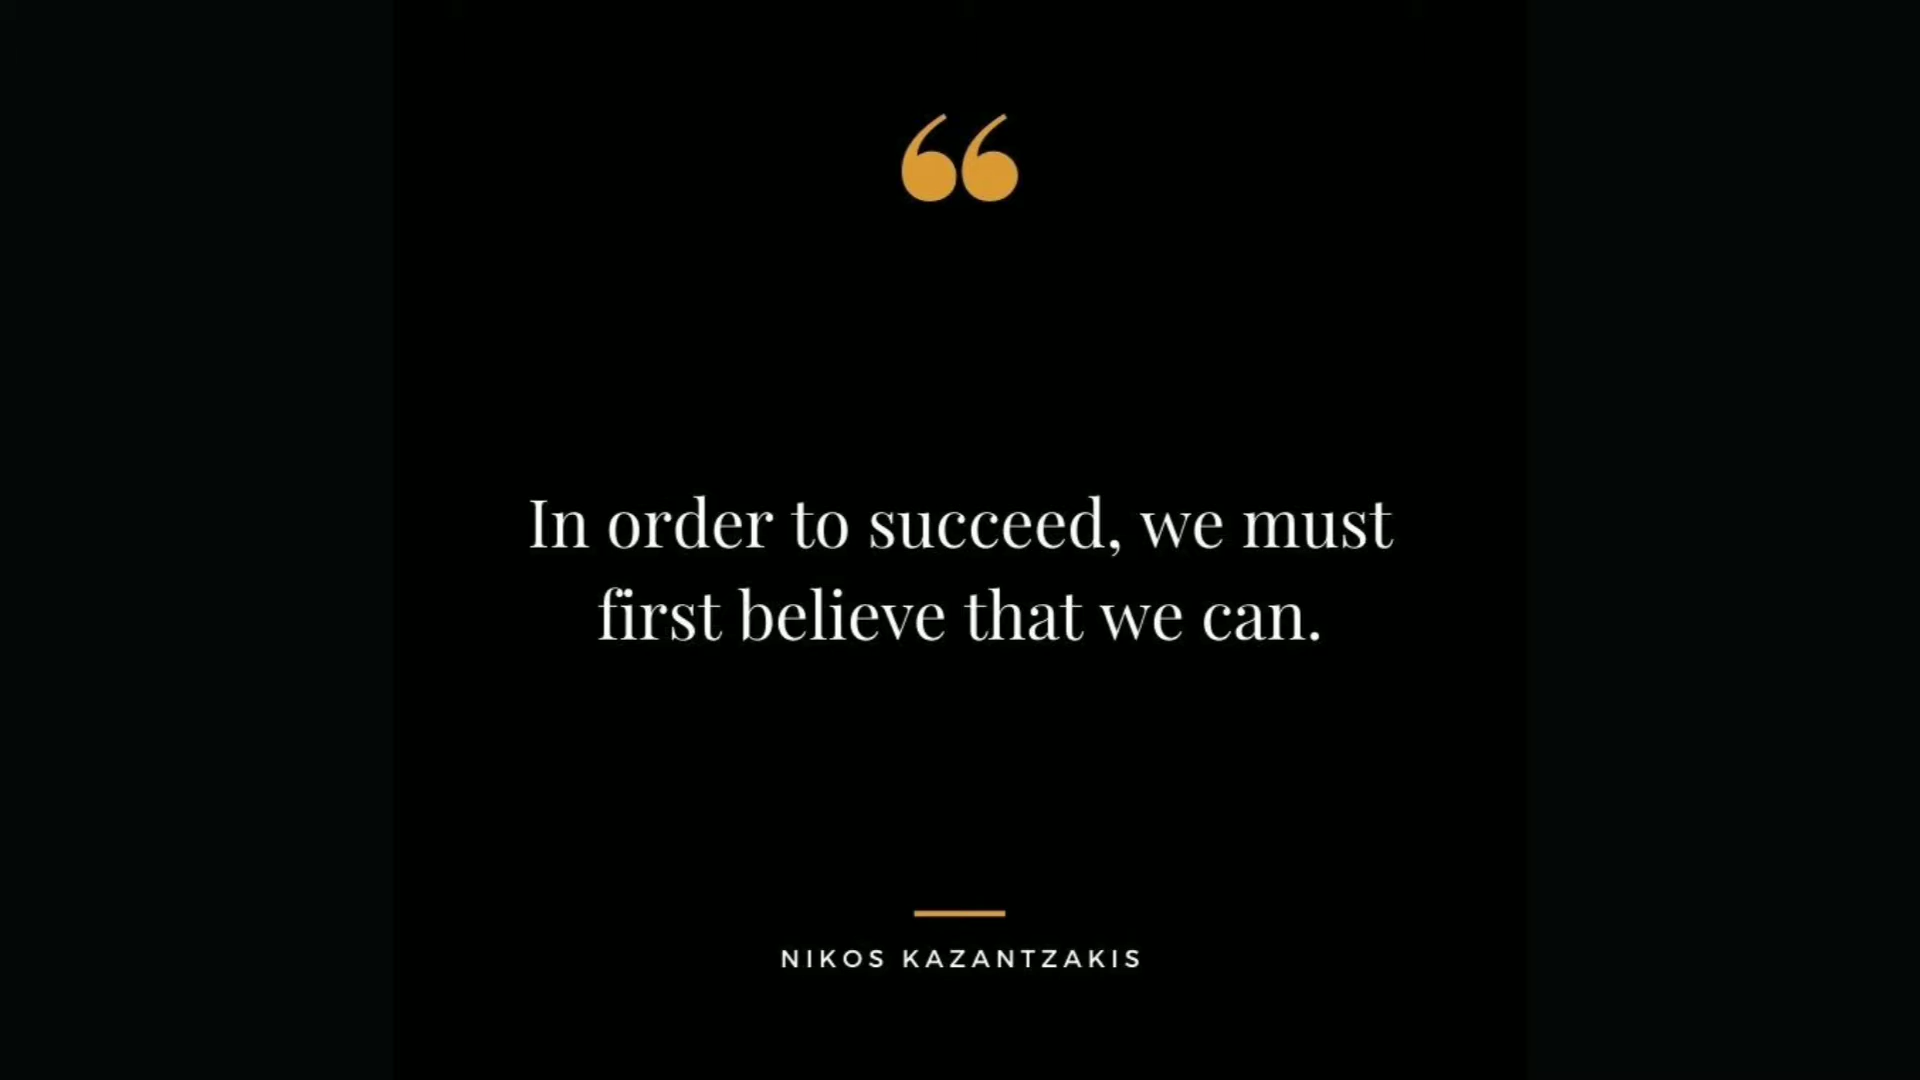 “
In order to succeed, we must
first believe that we can.
NIKOS KAZANTZAKIS